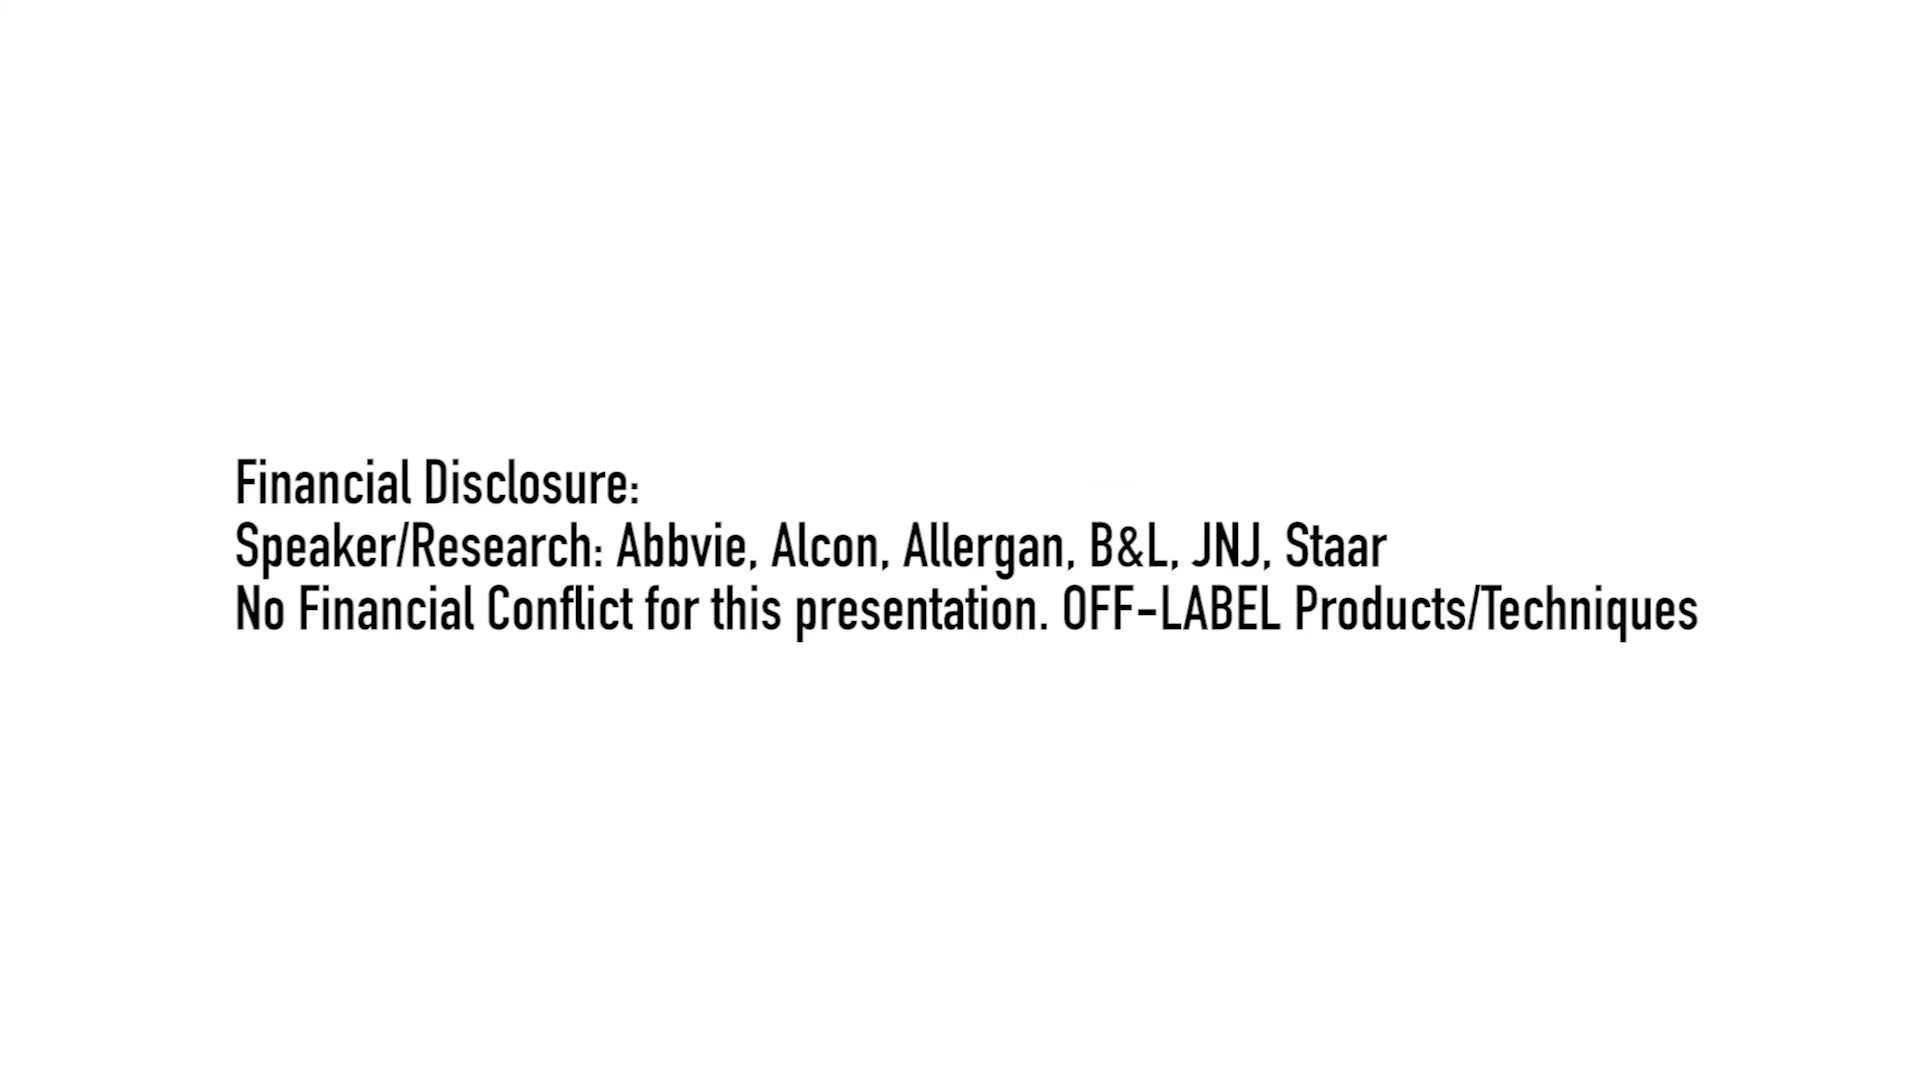 Financial Disclosure:
Speaker/Research: Abbvie, Alcon, Allergan, B&L, JNJ, Staar
No Financial Conflict for this presentation. OFF-LABEL Products/Techniques